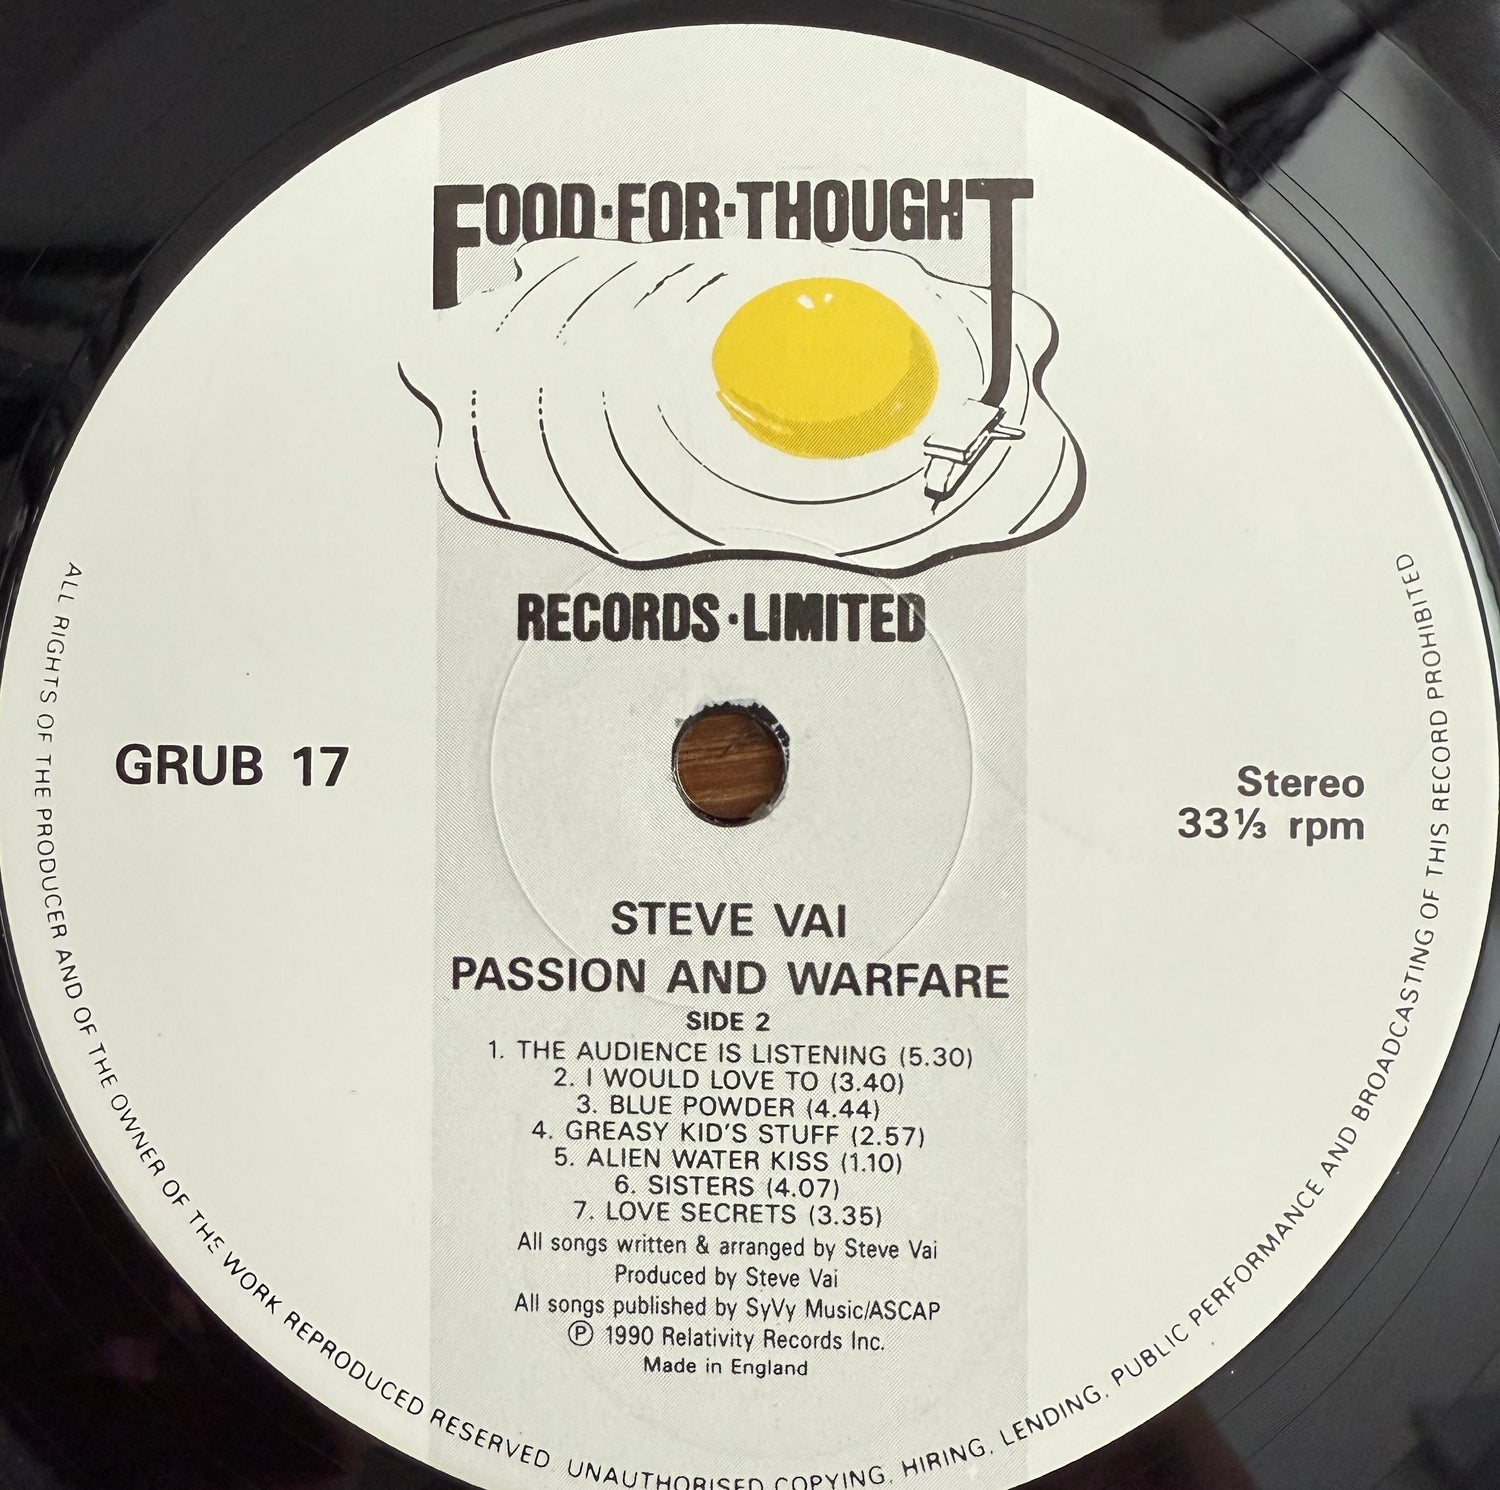 FOOD·FOR·THOUGHT
RECORDS·LIMITED
GRUB 17
Stereo
33⅓ rpm
STEVE VAI
PASSION AND WARFARE
SIDE 2
1. THE AUDIENCE IS LISTENING (5.30)
2. I WOULD LOVE TO (3.40)
3. BLUE POWDER (4.44)
4. GREASY KID'S STUFF (2.57)
5. ALIEN WATER KISS (1.10)
6. SISTERS (4.07)
7. LOVE SECRETS (3.35)
All songs written & arranged by Steve Vai
Produced by Steve Vai
All songs published by SyVy Music/ASCAP
℗ 1990 Relativity Records Inc.
Made in England
ALL RIGHTS OF THE PRODUCER AND OF THE OWNER OF THE WORK REPRODUCED RESERVED. UNAUTHORISED COPYING, HIRING, LENDING, PUBLIC PERFORMANCE AND BROADCASTING OF THIS RECORD PROHIBITED